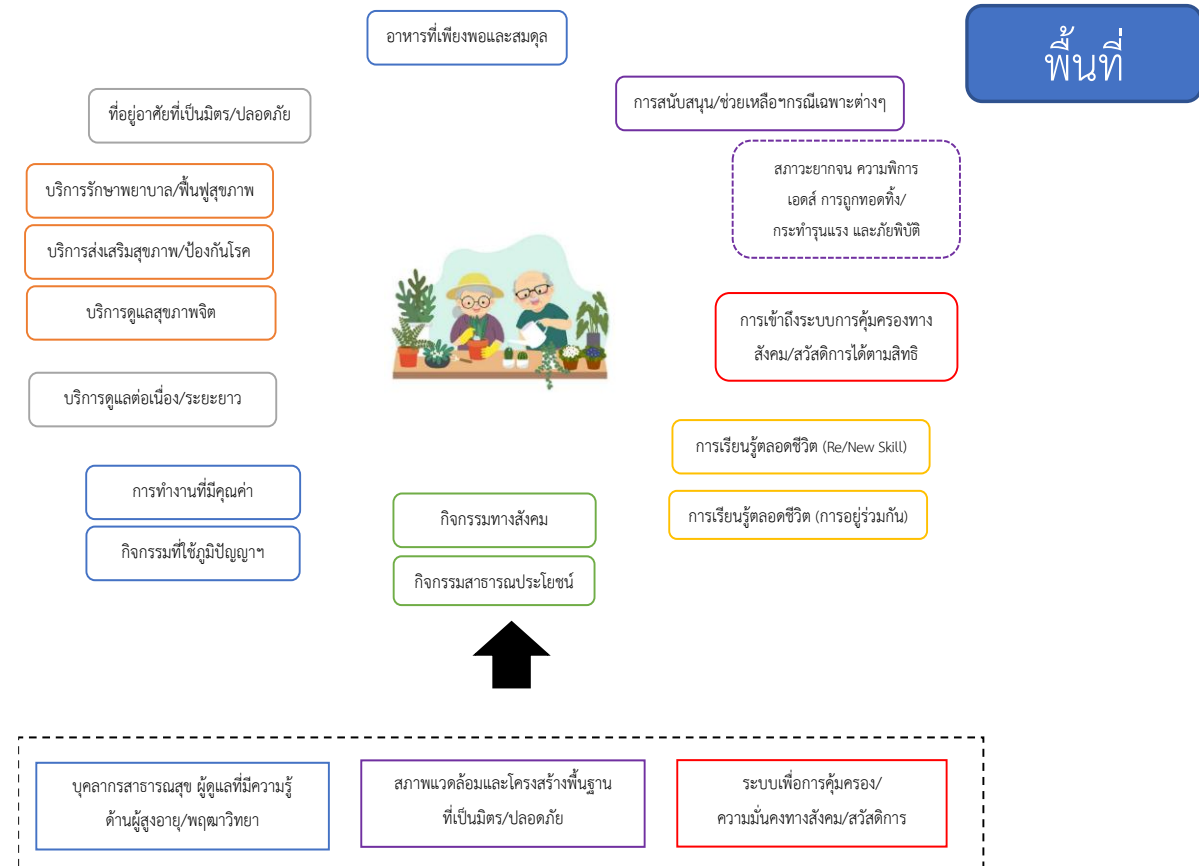 อาหารที่เพียงพอและสมดุล
พื้นที่
การสนับสนุน/ช่วยเหลือฯกรณีเฉพาะต่างๆ
ที่อยู่อาศัยที่เป็นมิตร/ปลอดภัย
สภาวะยากจน ความพิการ
เอดส์ การถูกทอดทิ้ง/
กระทำรุนแรง และภัยพิบัติ
บริการรักษาพยาบาล/ฟื้นฟูสุขภาพ
บริการส่งเสริมสุขภาพ/ป้องกันโรค
บริการดูแลสุขภาพจิต
การเข้าถึงระบบการคุ้มครองทาง
สังคม/สวัสดิการได้ตามสิทธิ
บริการดูแลต่อเนื่อง/ระยะยาว
การเรียนรู้ตลอดชีวิต (Re/New Skill)
การเรียนรู้ตลอดชีวิต (การอยู่ร่วมกัน)
การทำงานที่มีคุณค่า
กิจกรรมที่ใช้ภูมิปัญญาฯ
กิจกรรมทางสังคม
กิจกรรมสาธารณประโยชน์
บุคลากรสาธารณสุข ผู้ดูแลที่มีความรู้
ด้านผู้สูงอายุ/พฤฒาวิทยา
สภาพแวดล้อมและโครงสร้างพื้นฐาน
ที่เป็นมิตร/ปลอดภัย
ระบบเพื่อการคุ้มครอง/
ความมั่นคงทางสังคม/สวัสดิการ